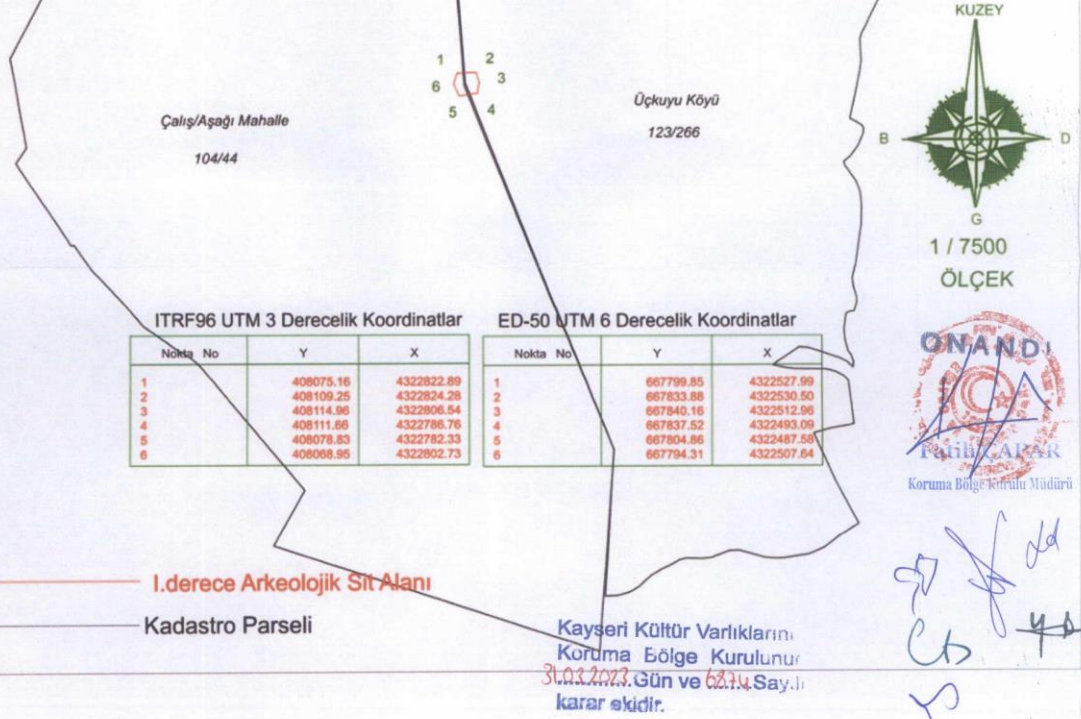 KUZEY
1 2
6 3
5 4
Çalış/Aşağı Mahalle
104/44
Üçkuyu Köyü
123/266
B D
G
1 / 7500
ÖLÇEK
ITRF96 UTM 3 Derecelik Koordinatlar
Nokta No Y X
1 408075.16 4322822.89
2 408109.25 4322824.28
3 408114.96 4322806.54
4 408111.66 4322786.76
5 408078.83 4322782.33
6 408068.95 4322802.73
ED-50 UTM 6 Derecelik Koordinatlar
Nokta No Y X
1 667799.85 4322527.99
2 667833.88 4322530.50
3 667840.16 4322512.96
4 667837.52 4322493.09
5 667804.86 4322487.58
6 667794.31 4322507.64
ONANDI
Fatih ÇAPAR
Koruma Bölge Kurulu Müdürü
I.derece Arkeolojik Sit Alanı
Kadastro Parseli
Kayseri Kültür Varlıklarını
Koruma Bölge Kurulunun
31.03.2023.Gün ve 6874.Sayılı
karar ekidir.